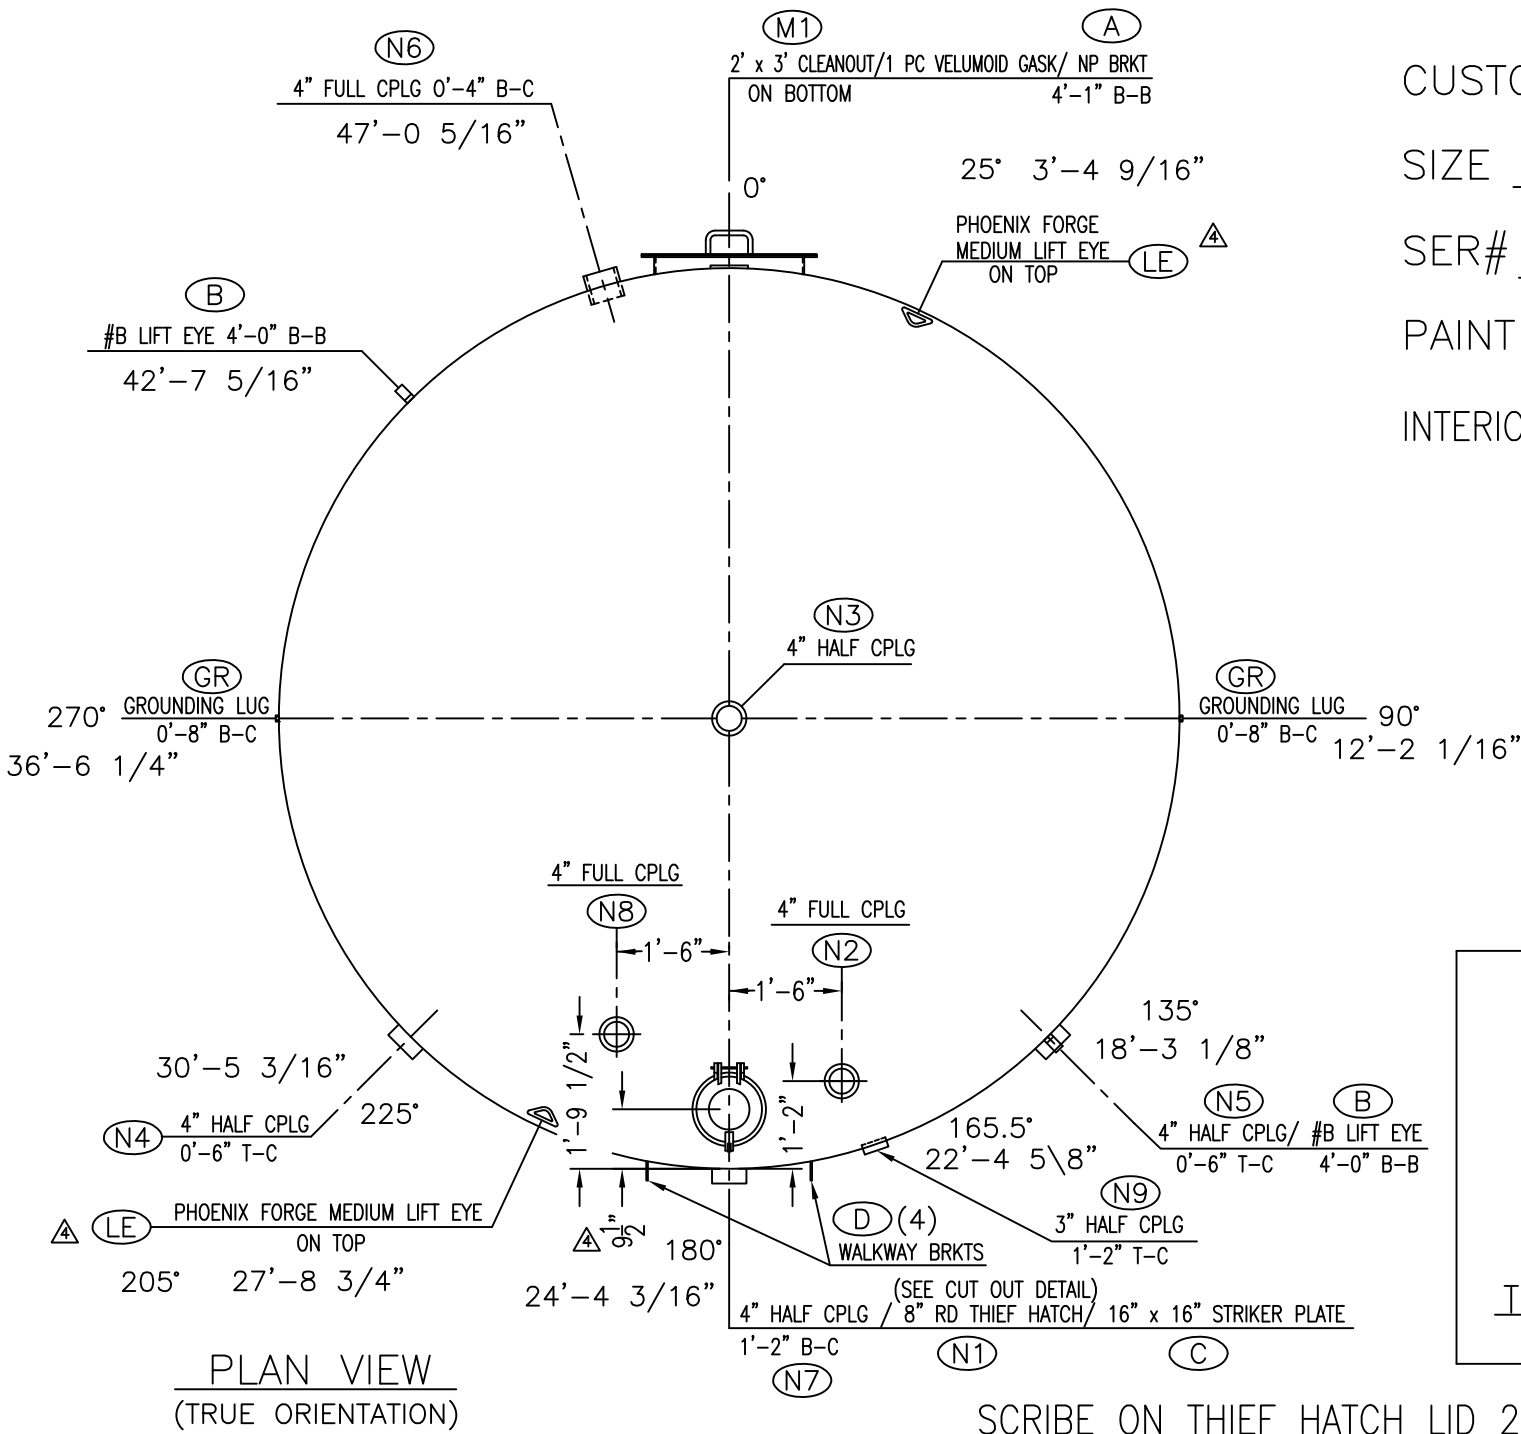 M1
A
2' x 3' CLEANOUT/1 PC VELUMOID GASK/ NP BRKT
ON BOTTOM
4'-1" B-B
N6
4" FULL CPLG 0'-4" B-C
47'-0 5/16"
0°
25° 3'-4 9/16"
PHOENIX FORGE
MEDIUM LIFT EYE
ON TOP
LE
4
B
#B LIFT EYE 4'-0" B-B
42'-7 5/16"
CUSTO
SIZE _
SER# _
PAINT
INTERIO
N3
4" HALF CPLG
GR
270° GROUNDING LUG
0'-8" B-C
36'-6 1/4"
GR
GROUNDING LUG 90°
0'-8" B-C
12'-2 1/16"
4" FULL CPLG
N8
1'-6"
4" FULL CPLG
N2
1'-6"
135°
18'-3 1/8"
N5
B
4" HALF CPLG/ #B LIFT EYE
0'-6" T-C
4'-0" B-B
30'-5 3/16"
225°
N4
4" HALF CPLG
0'-6" T-C
1'-9 1/2"
1'-2"
165.5°
22'-4 5\8"
N9
3" HALF CPLG
1'-2" T-C
4
LE
PHOENIX FORGE MEDIUM LIFT EYE
ON TOP
205° 27'-8 3/4"
4
9 1/2"
180°
24'-4 3/16"
D (4)
WALKWAY BRKTS
(SEE CUT OUT DETAIL)
4" HALF CPLG / 8" RD THIEF HATCH/ 16" x 16" STRIKER PLATE
1'-2" B-C
N7
N1
C
PLAN VIEW
(TRUE ORIENTATION)
T
SCRIBE ON THIEF HATCH LID 2